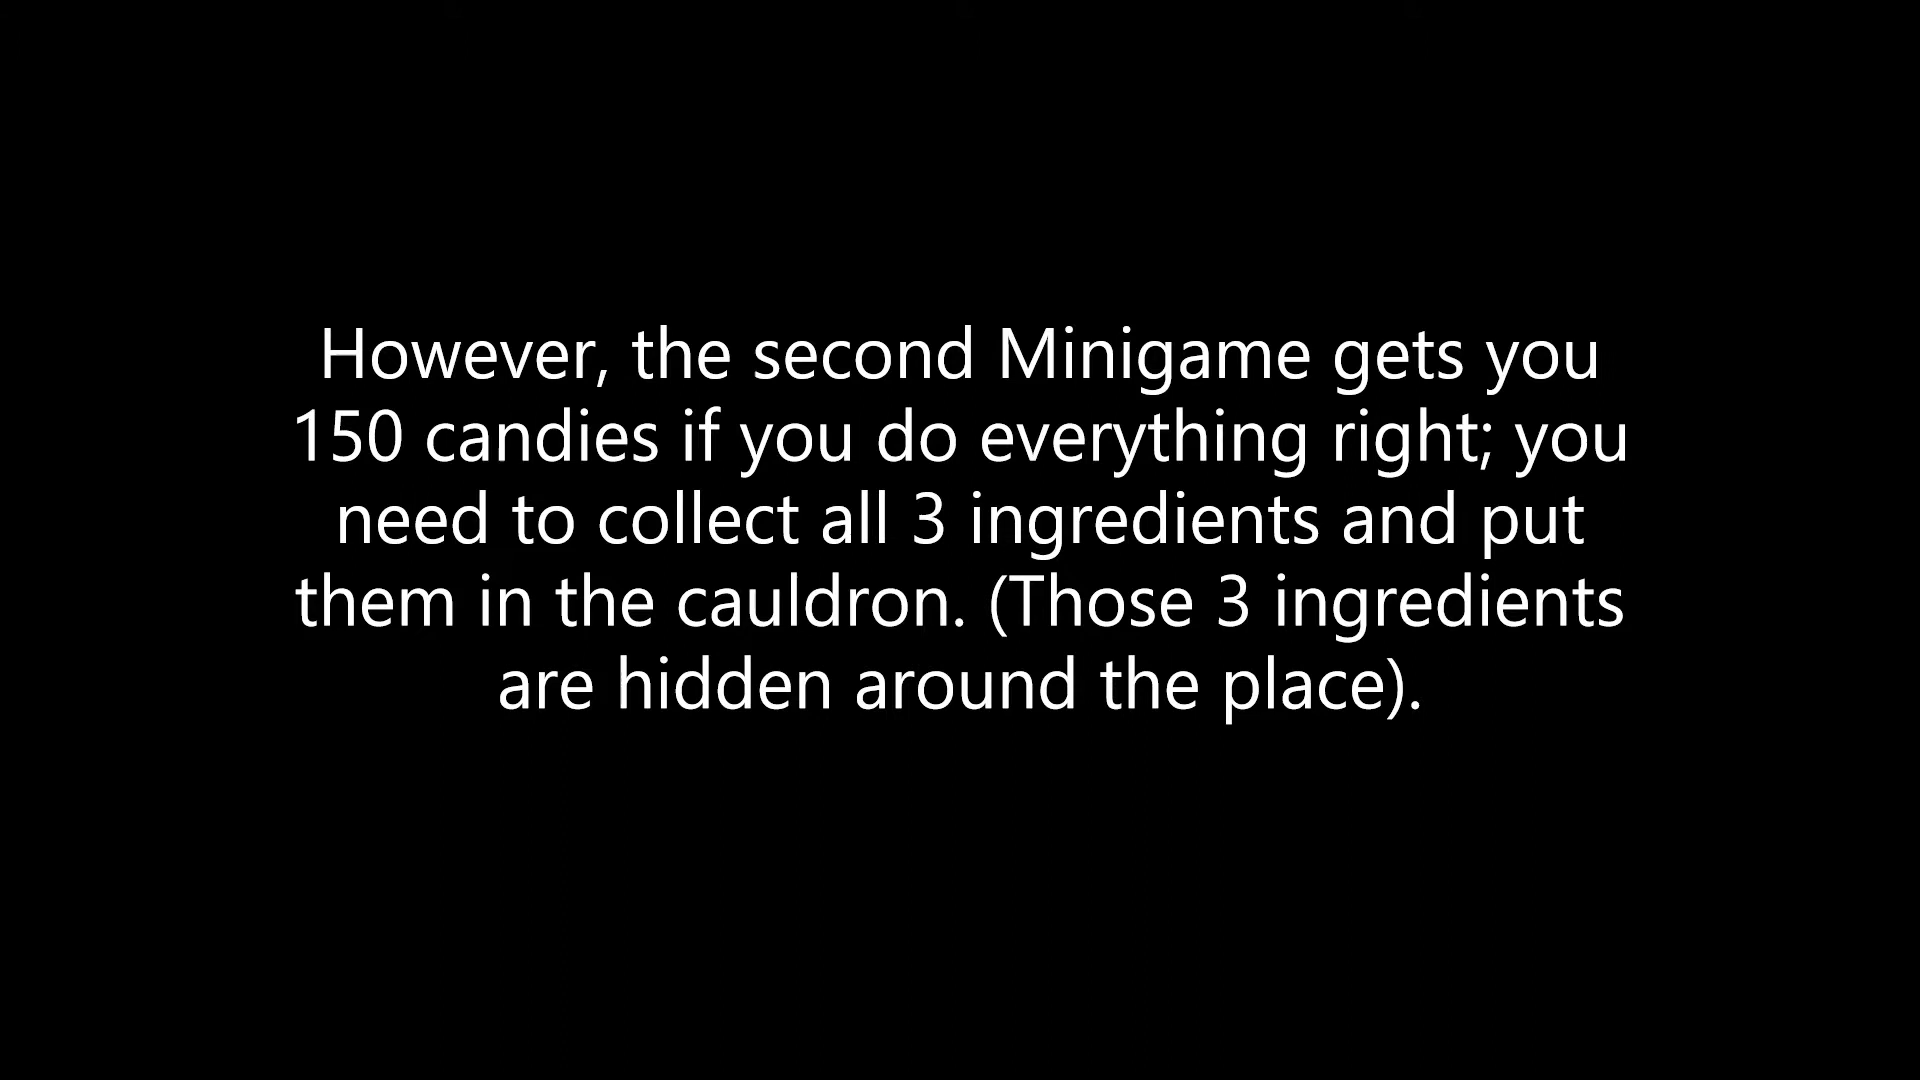 However, the second Minigame gets you
150 candies if you do everything right; you
need to collect all 3 ingredients and put
them in the cauldron. (Those 3 ingredients
are hidden around the place).